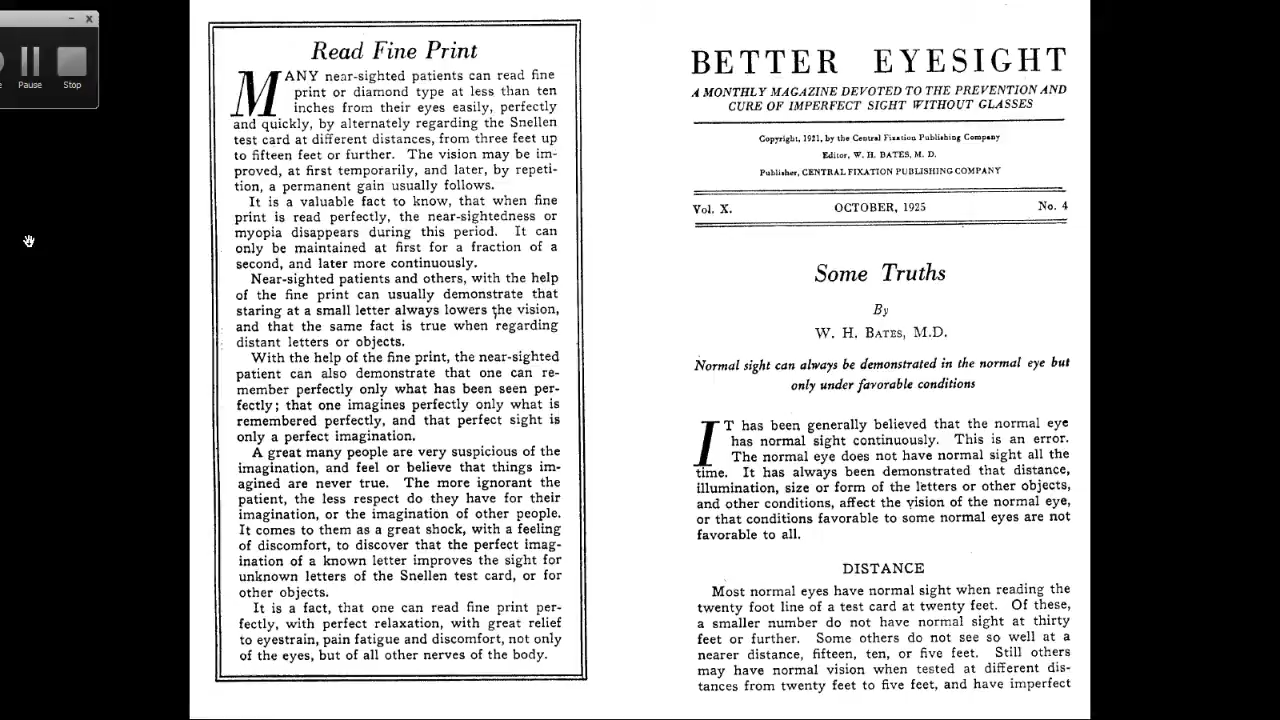 Pause
Stop
Read Fine Print
MANY near-sighted patients can read fine
print or diamond type at less than ten
inches from their eyes easily, perfectly
and quickly, by alternately regarding the Snellen
test card at different distances, from three feet up
to fifteen feet or further. The vision may be im-
proved, at first temporarily, and later, by repeti-
tion, a permanent gain usually follows.
It is a valuable fact to know, that when fine
print is read perfectly, the near-sightedness or
myopia disappears during this period. It can
only be maintained at first for a fraction of a
second, and later more continuously.
Near-sighted patients and others, with the help
of the fine print can usually demonstrate that
staring at a small letter always lowers the vision,
and that the same fact is true when regarding
distant letters or objects.
With the help of the fine print, the near-sighted
patient can also demonstrate that one can re-
member perfectly only what has been seen per-
fectly; that one imagines perfectly only what is
remembered perfectly, and that perfect sight is
only a perfect imagination.
A great many people are very suspicious of the
imagination, and feel or believe that things im-
agined are never true. The more ignorant the
patient, the less respect do they have for their
imagination, or the imagination of other people.
It comes to them as a great shock, with a feeling
of discomfort, to discover that the perfect imag-
ination of a known letter improves the sight for
unknown letters of the Snellen test card, or for
other objects.
It is a fact, that one can read fine print per-
fectly, with perfect relaxation, with great relief
to eyestrain, pain fatigue and discomfort, not only
of the eyes, but of all other nerves of the body.
BETTER EYESIGHT
A MONTHLY MAGAZINE DEVOTED TO THE PREVENTION AND
CURE OF IMPERFECT SIGHT WITHOUT GLASSES
Copyright, 1921, by the Central Fixation Publishing Company
Editor, W. H. BATES, M. D.
Publisher, CENTRAL FIXATION PUBLISHING COMPANY
Vol. X. OCTOBER, 1925 No. 4
Some Truths
By
W. H. BATES, M.D.
Normal sight can always be demonstrated in the normal eye but
only under favorable conditions
IT has been generally believed that the normal eye
has normal sight continuously. This is an error.
The normal eye does not have normal sight all the
time. It has always been demonstrated that distance,
illumination, size or form of the letters or other objects,
and other conditions, affect the vision of the normal eye,
or that conditions favorable to some normal eyes are not
favorable to all.
DISTANCE
Most normal eyes have normal sight when reading the
twenty foot line of a test card at twenty feet. Of these,
a smaller number do not have normal sight at thirty
feet or further. Some others do not see so well at a
nearer distance, fifteen, ten, or five feet. Still others
may have normal vision when tested at different dis-
tances from twenty feet to five feet, and have imperfect